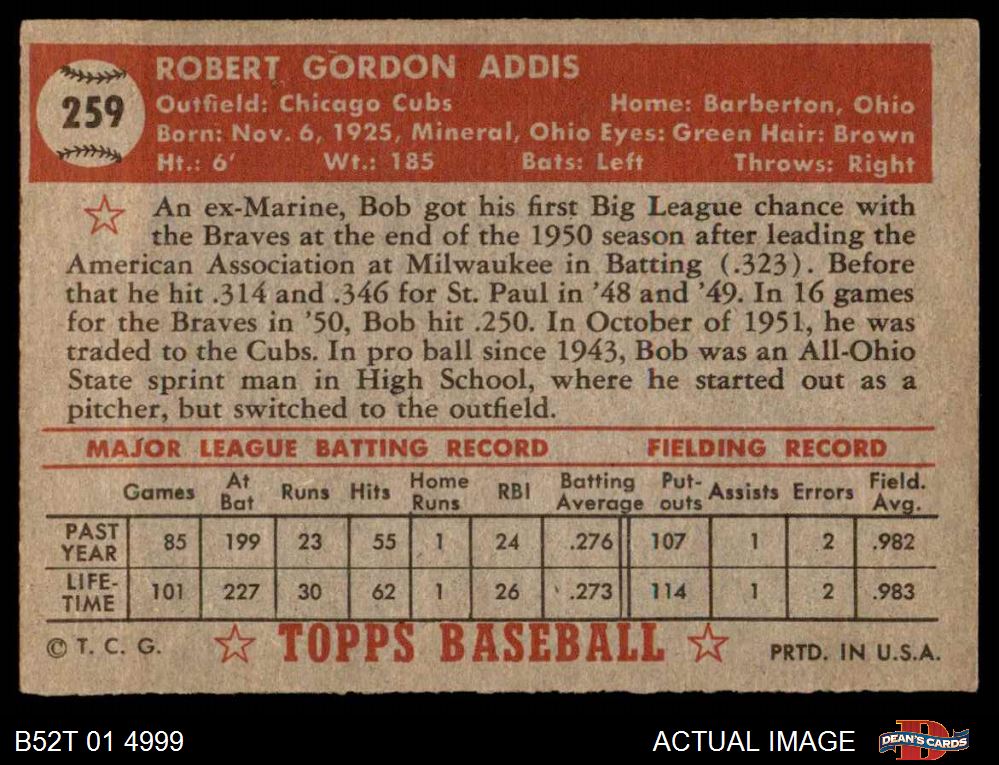 259
ROBERT GORDON ADDIS
Outfield: Chicago Cubs Home: Barberton, Ohio
Born: Nov. 6, 1925, Mineral, Ohio Eyes: Green Hair: Brown
Ht.: 6' Wt.: 185 Bats: Left Throws: Right
An ex-Marine, Bob got his first Big League chance with
the Braves at the end of the 1950 season after leading the
American Association at Milwaukee in Batting (.323). Before
that he hit .314 and .346 for St. Paul in '48 and '49. In 16 games
for the Braves in '50, Bob hit .250. In October of 1951, he was
traded to the Cubs. In pro ball since 1943, Bob was an All-Ohio
State sprint man in High School, where he started out as a
pitcher, but switched to the outfield.
MAJOR LEAGUE BATTING RECORD FIELDING RECORD
Games At Bat Runs Hits Home Runs RBI Batting Average Put-outs Assists Errors Field. Avg.
PAST YEAR 85 199 23 55 1 24 .276 107 1 2 .982
LIFE-TIME 101 227 30 62 1 26 .273 114 1 2 .983
© T. C. G. TOPPS BASEBALL PRTD. IN U.S.A.
B52T 01 4999 ACTUAL IMAGE DEAN'S CARDS